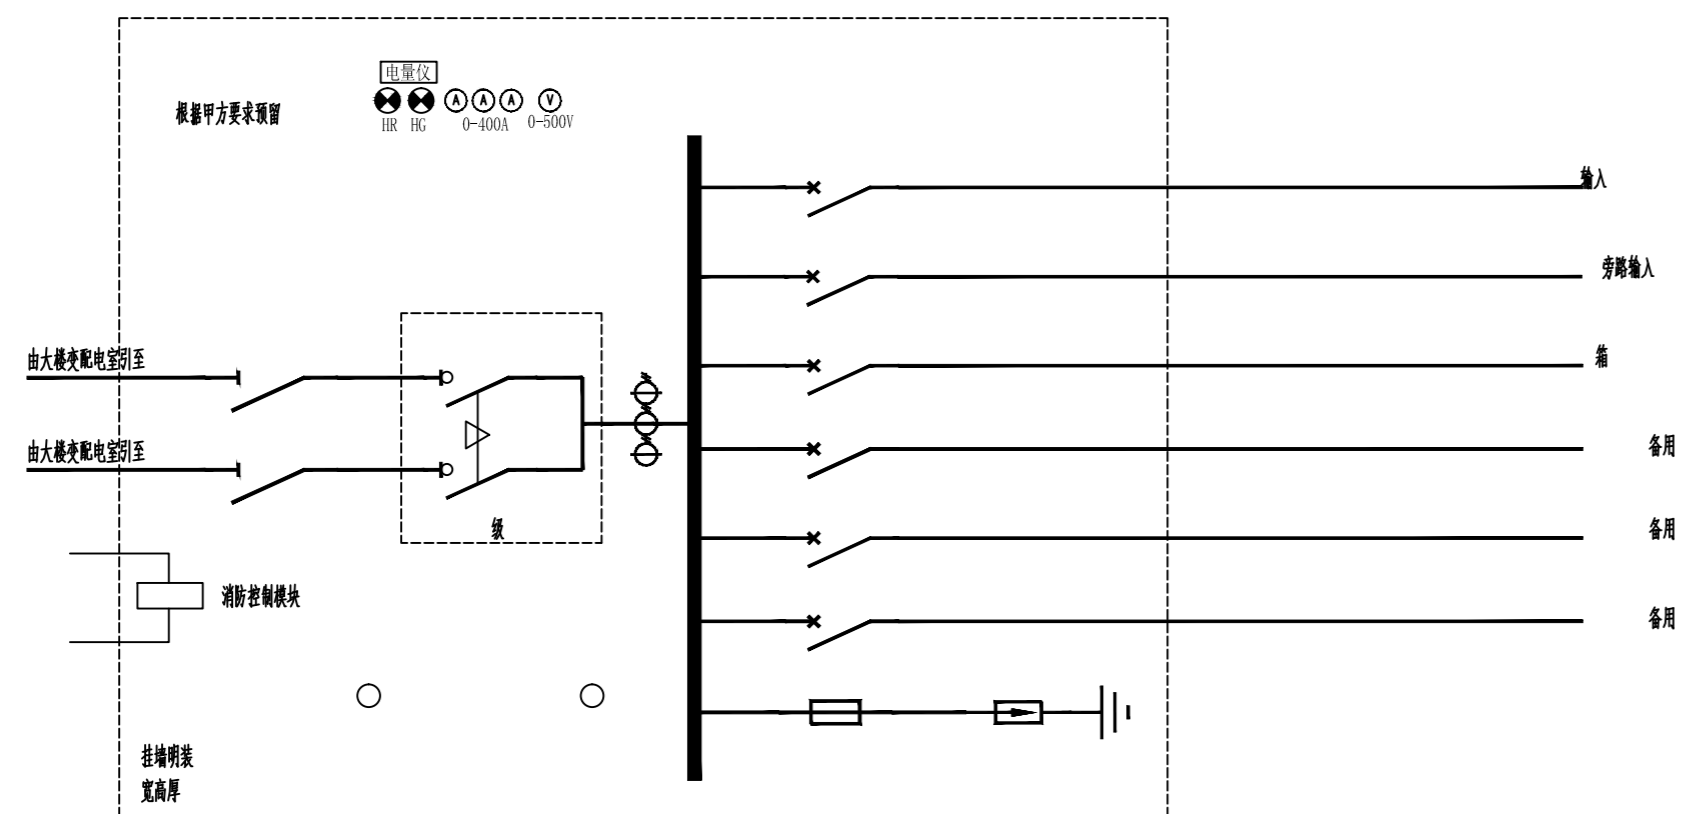 电量仪
根据甲方要求预留
A A A V
HR HG 0-400A 0-500V
输入
旁路输入
箱
由大楼变配电室引至
由大楼变配电室引至
备用
级
备用
消防控制模块
备用
挂墙明装
宽高厚